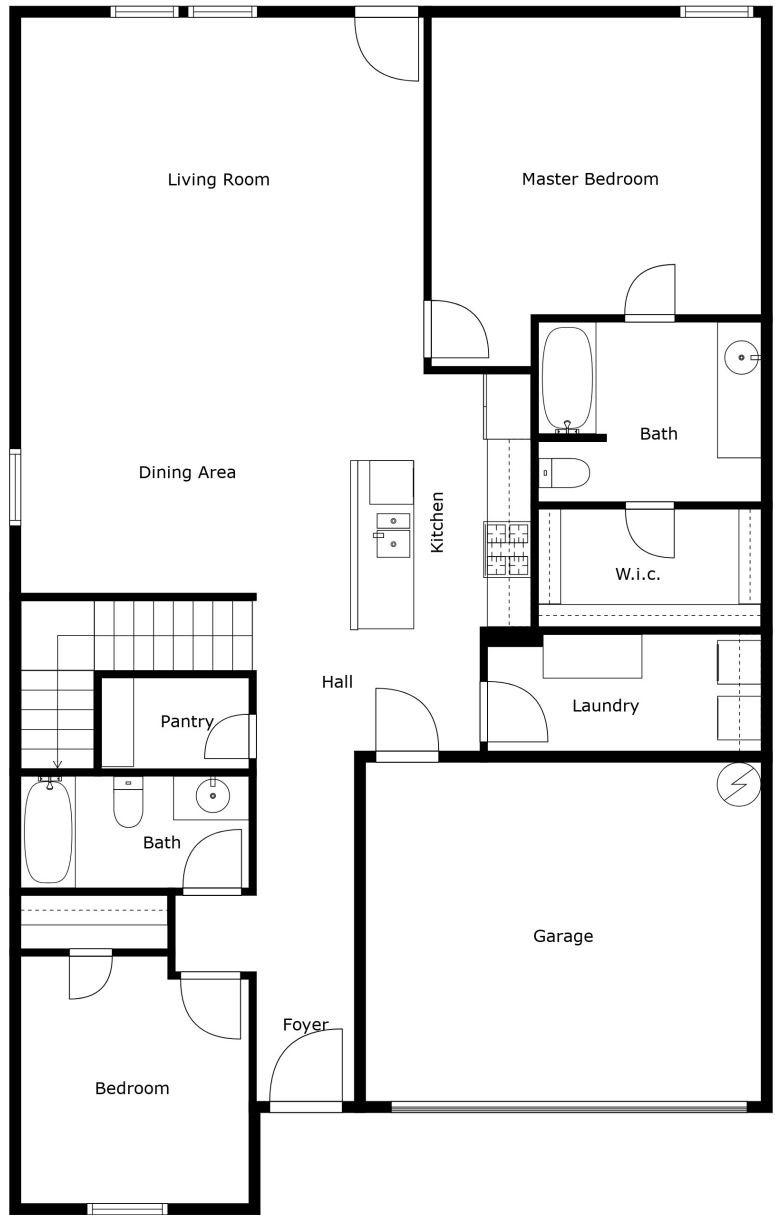 Living Room
Master Bedroom
Bath
Dining Area
Kitchen
W.i.c.
Hall
Laundry
Pantry
Bath
Garage
Foyer
Bedroom